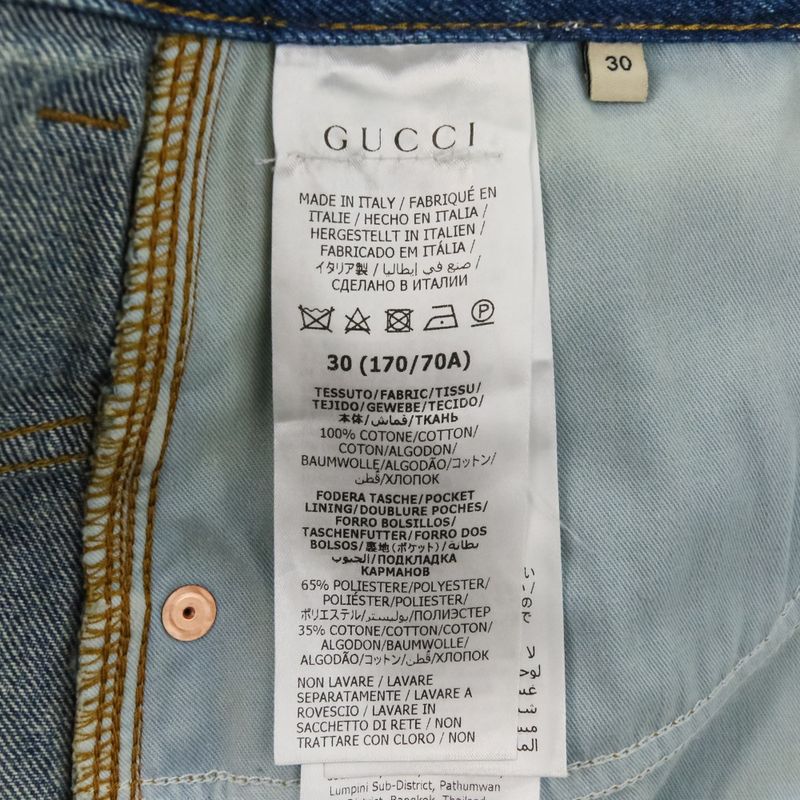 30
GUCCI
MADE IN ITALY / FABRIQUÉ EN
ITALIE / HECHO EN ITALIA /
HERGESTELLT IN ITALIEN /
FABRICADO EM ITÁLIA /
イタリア製 / صنع في إيطاليا /
СДЕЛАНО В ИТАЛИИ
P
30 (170/70A)
TESSUTO/FABRIC/TISSU/
TEJIDO/GEWEBE/TECIDO/
本体/قماش/ТКАНЬ
100% COTONE/COTTON/
COTON/ALGODON/
BAUMWOLLE/ALGODÃO/コットン/
قطن/ХЛОПОК
FODERA TASCHE/POCKET
LINING/DOUBLURE POCHES/
FORRO BOLSILLOS/
TASCHENFUTTER/FORRO DOS
BOLSOS/裏地(ポケット)/بطانة
الجيوب/ПОДКЛАДКА
КАРМАНОВ
65% POLIESTERE/POLYESTER/
POLIÉSTER/POLIESTER/
ポリエステル/بوليستر/ПОЛИЭСТЕР
35% COTONE/COTTON/COTON/
ALGODON/BAUMWOLLE/
ALGODÃO/コットン/قطن/ХЛОПОК
NON LAVARE / LAVARE
SEPARATAMENTE / LAVARE A
ROVESCIO / LAVARE IN
SACCHETTO DI RETE / NON
TRATTARE CON CLORO / NON
Lumpini Sub-District, Pathumwan
District, Bangkok, Thailand